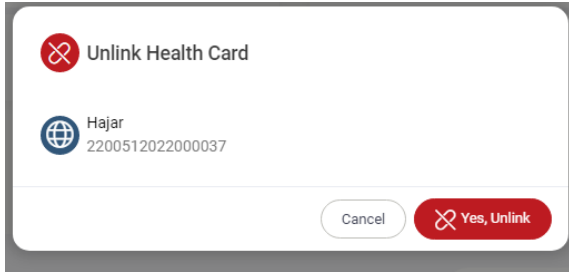 Unlink Health Card
Hajar
2200512022000037
Cancel
Yes, Unlink